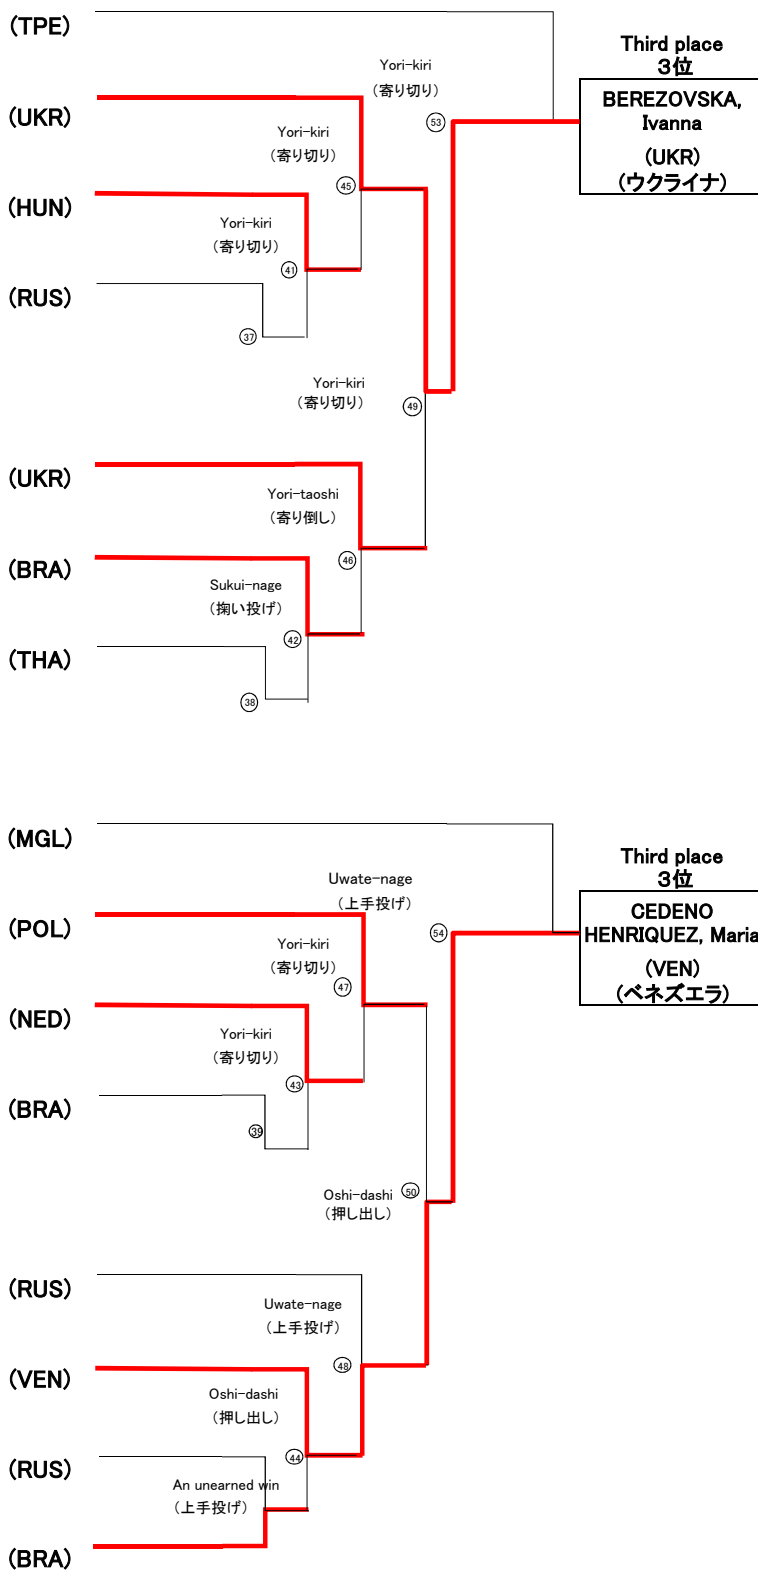 (TPE)
Third place
3位
Yori-kiri
(寄り切り)
BEREZOVSKA,
Ivanna
(UKR)
(ウクライナ)
(UKR)
53
Yori-kiri
(寄り切り)
45
(HUN)
Yori-kiri
(寄り切り)
41
(RUS)
37
Yori-kiri
(寄り切り)
49
(UKR)
Yori-taoshi
(寄り倒し)
46
(BRA)
Sukui-nage
(掬い投げ)
42
(THA)
38
(MGL)
Third place
3位
Uwate-nage
(上手投げ)
CEDENO
HENRIQUEZ, Maria
(VEN)
(ベネズエラ)
(POL)
54
Yori-kiri
(寄り切り)
47
(NED)
Yori-kiri
(寄り切り)
43
(BRA)
39
Oshi-dashi
(押し出し)
50
(RUS)
Uwate-nage
(上手投げ)
48
(VEN)
Oshi-dashi
(押し出し)
44
(RUS)
An unearned win
(上手投げ)
(BRA)